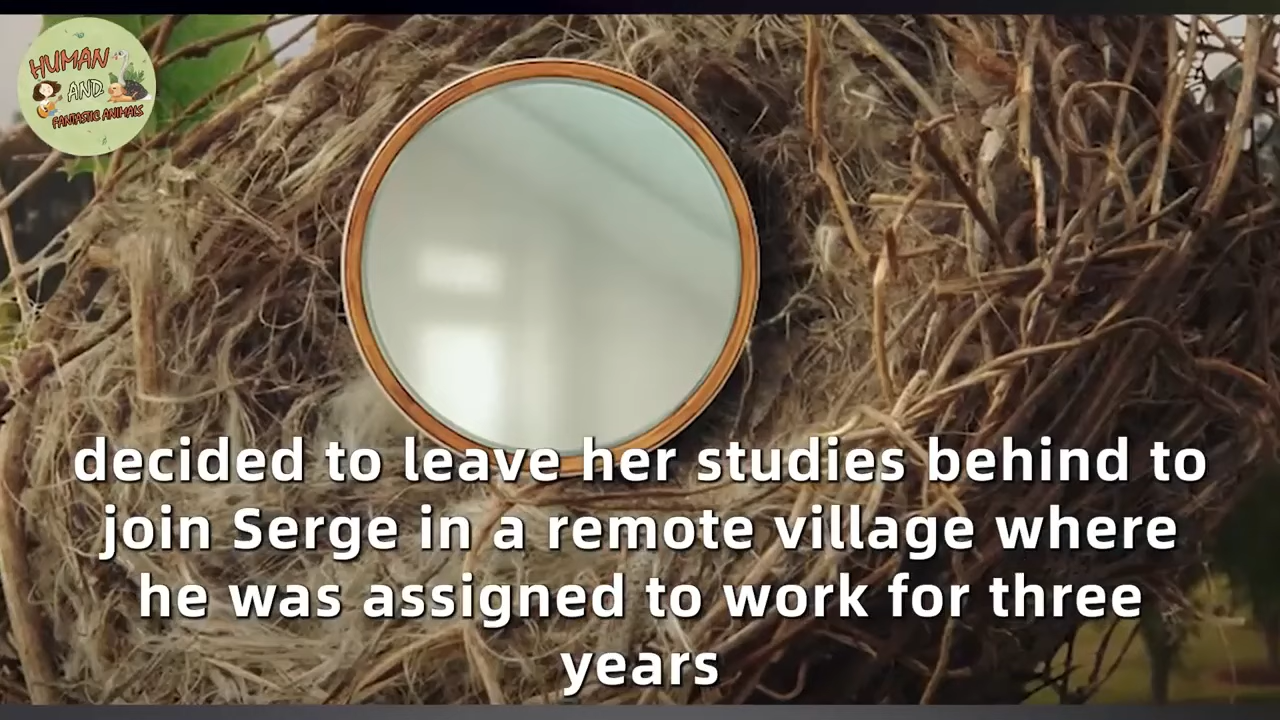 HUMAN
AND
FANTASTIC ANIMALS
decided to leave her studies behind to
join Serge in a remote village where
he was assigned to work for three
years